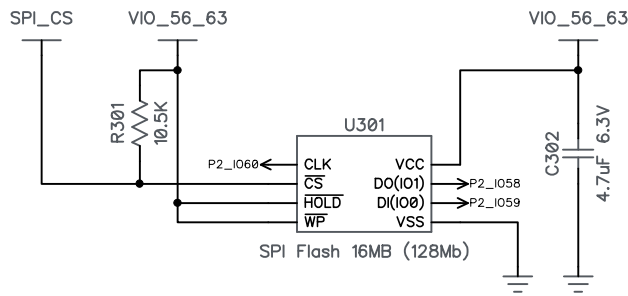 SPI_CS
VIO_56_63
VIO_56_63
R301
10.5K
U301
C302
4.7uF 6.3V
P2_IO60
CLK
VCC
CS
DO(IO1)
P2_IO58
HOLD
DI(IO0)
P2_IO59
WP
VSS
SPI Flash 16MB (128Mb)